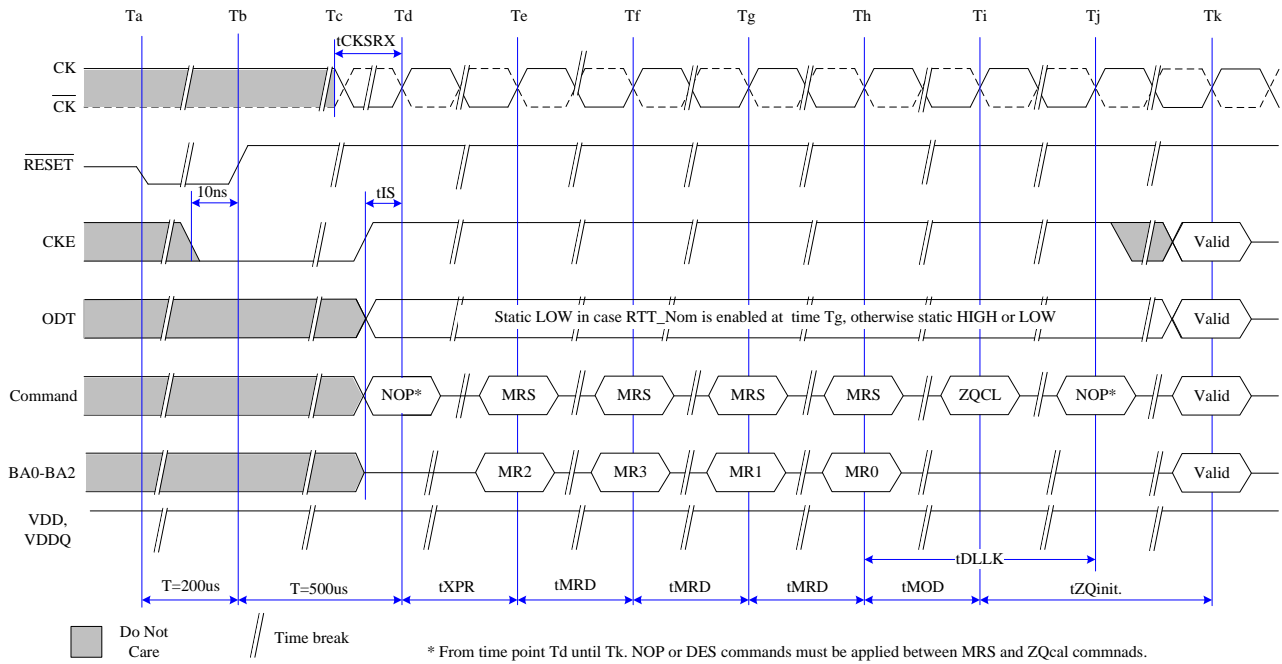 Ta Tb Tc Td Te Tf Tg Th Ti Tj Tk
tCKSRX
CK
CK
RESET
10ns
tIS
CKE
Valid
ODT
Static LOW in case RTT_Nom is enabled at time Tg, otherwise static HIGH or LOW
Valid
Command
NOP* MRS MRS MRS MRS ZQCL NOP* Valid
BA0-BA2
MR2 MR3 MR1 MR0 Valid
VDD,
VDDQ
tDLLK
T=200us T=500us tXPR tMRD tMRD tMRD tMOD tZQinit.
Do Not
Care
Time break
* From time point Td until Tk. NOP or DES commands must be applied between MRS and ZQcal commnads.